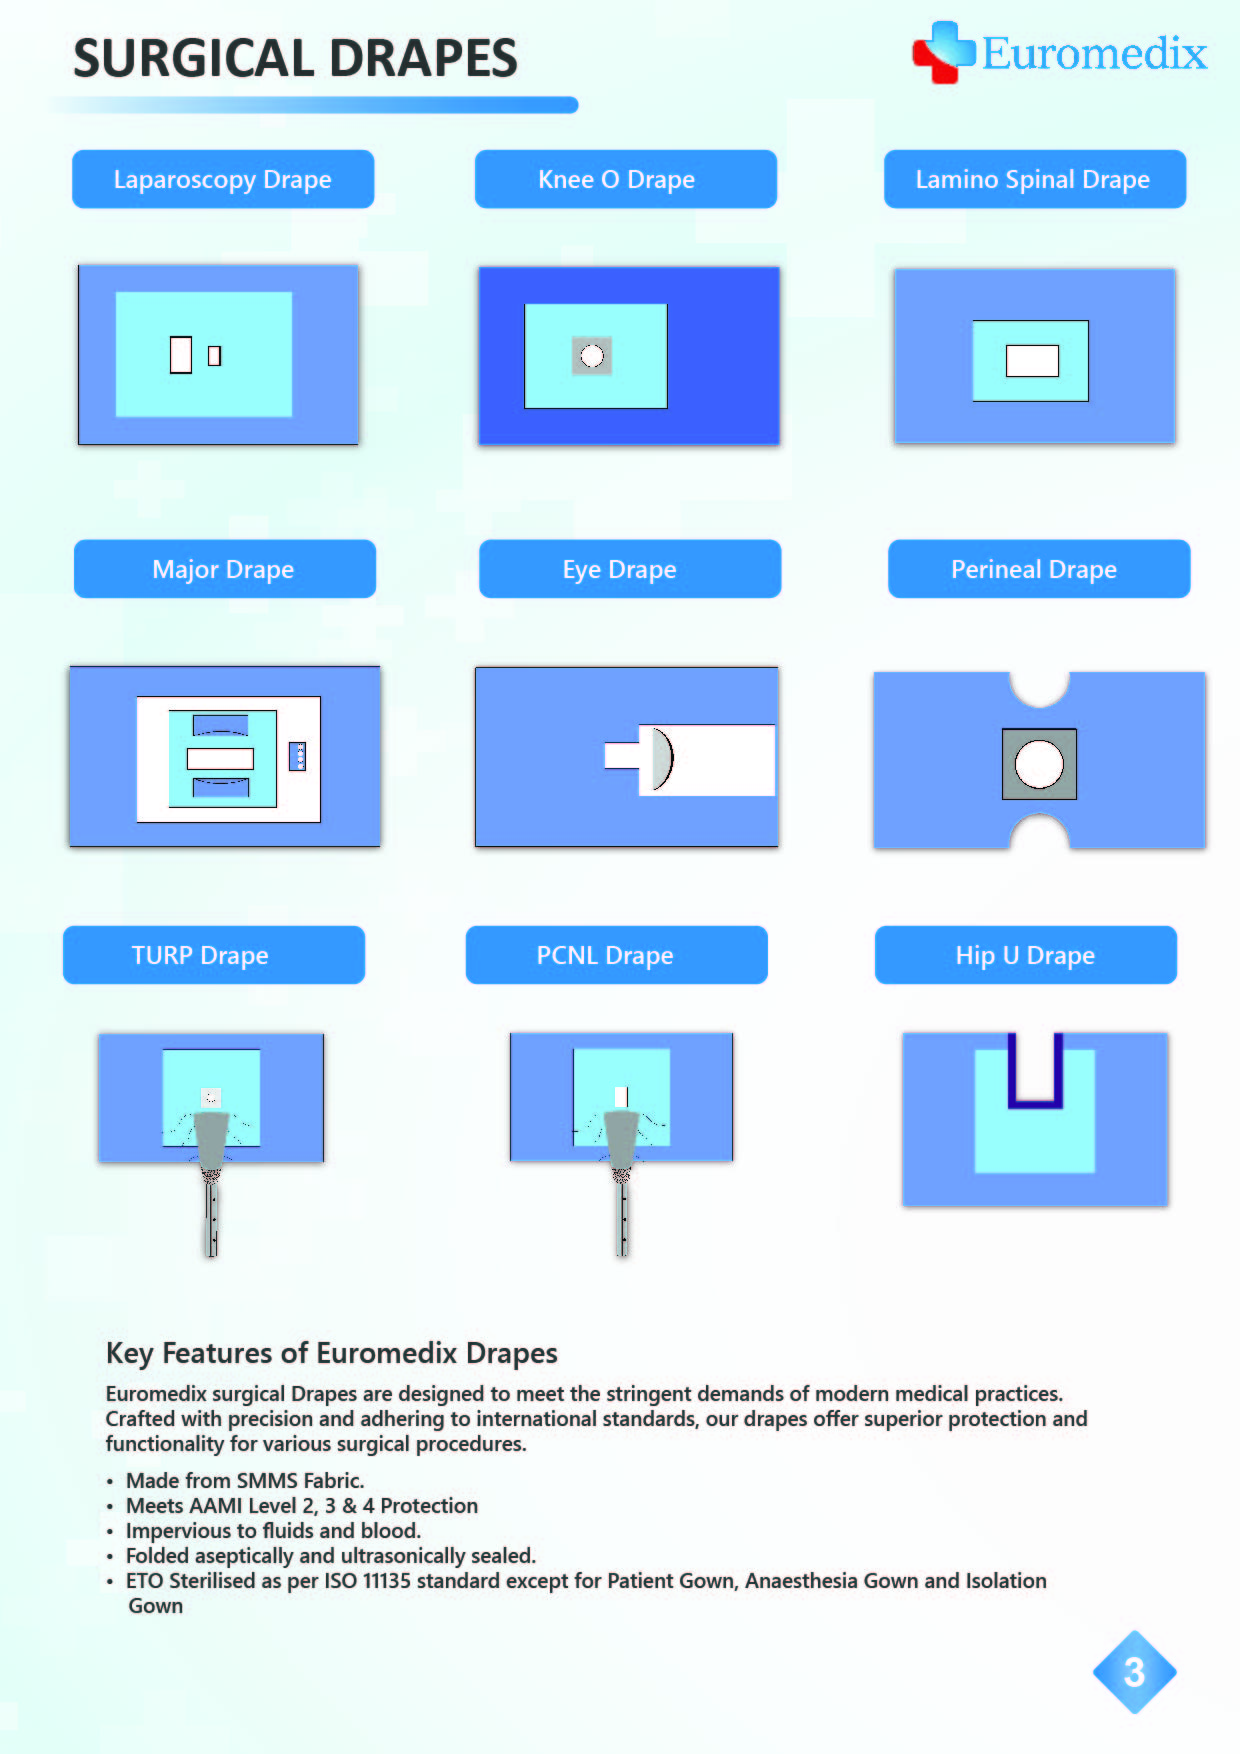 SURGICAL DRAPES
Euromedix
Laparoscopy Drape
Knee O Drape
Lamino Spinal Drape
Major Drape
Eye Drape
Perineal Drape
TURP Drape
PCNL Drape
Hip U Drape
Key Features of Euromedix Drapes
Euromedix surgical Drapes are designed to meet the stringent demands of modern medical practices.
Crafted with precision and adhering to international standards, our drapes offer superior protection and
functionality for various surgical procedures.
• Made from SMMS Fabric.
• Meets AAMI Level 2, 3 & 4 Protection
• Impervious to fluids and blood.
• Folded aseptically and ultrasonically sealed.
• ETO Sterilised as per ISO 11135 standard except for Patient Gown, Anaesthesia Gown and Isolation
Gown
3